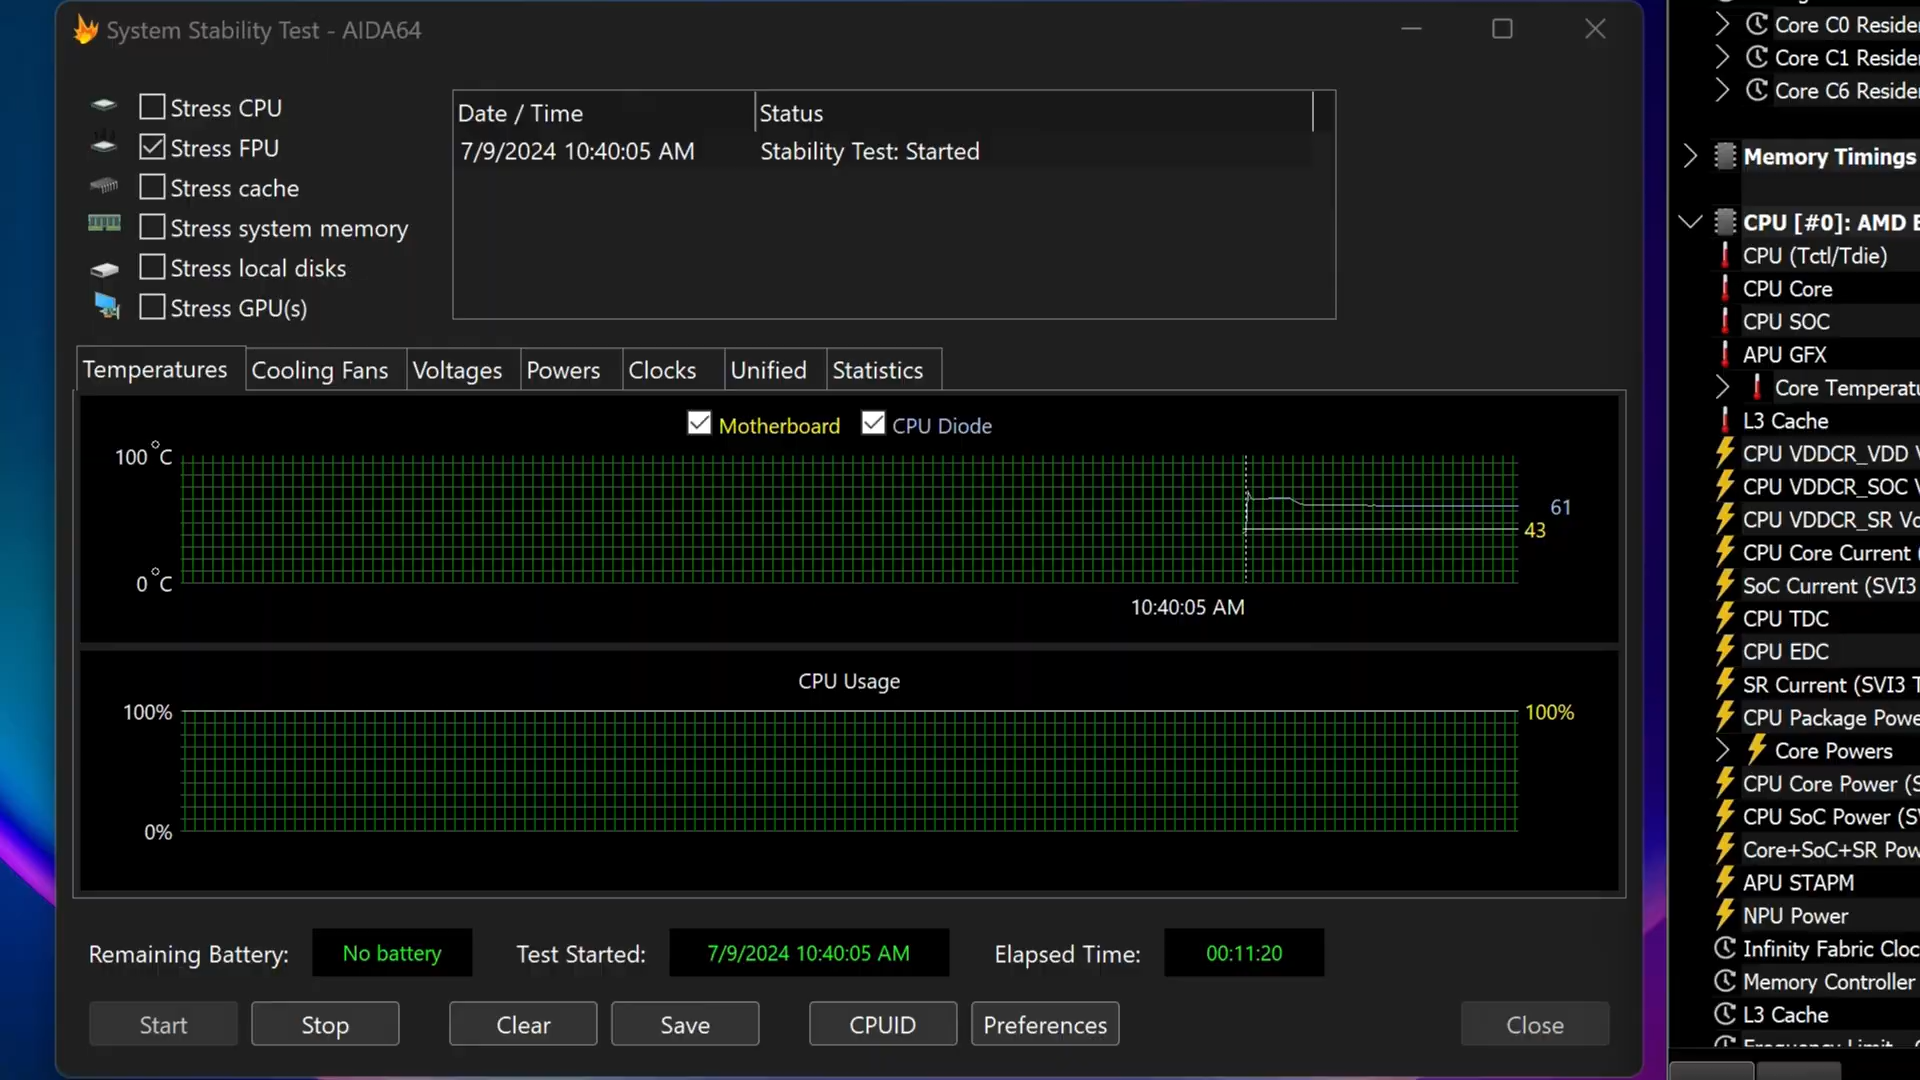 System Stability Test - AIDA64
Stress CPU
Stress FPU
Stress cache
Stress system memory
Stress local disks
Stress GPU(s)
Date / Time Status
7/9/2024 10:40:05 AM Stability Test: Started
Temperatures Cooling Fans Voltages Powers Clocks Unified Statistics
Motherboard CPU Diode
100°C
61
43
0°C
10:40:05 AM
CPU Usage
100% 100%
0%
Remaining Battery: No battery Test Started: 7/9/2024 10:40:05 AM Elapsed Time: 00:11:20
Start Stop Clear Save CPUID Preferences Close
Core C0 Reside
Core C1 Reside
Core C6 Reside
Memory Timings
CPU [#0]: AMD
CPU (Tctl/Tdie)
CPU Core
CPU SOC
APU GFX
Core Temperatu
L3 Cache
CPU VDDCR_VDD
CPU VDDCR_SOC
CPU VDDCR_SR Vo
CPU Core Current (
SoC Current (SVI3
CPU TDC
CPU EDC
SR Current (SVI3 T
CPU Package Powe
Core Powers
CPU Core Power (S
CPU SoC Power (SV
Core+SoC+SR Pow
APU STAPM
NPU Power
Infinity Fabric Cloc
Memory Controller
L3 Cache
Frequency Limit -